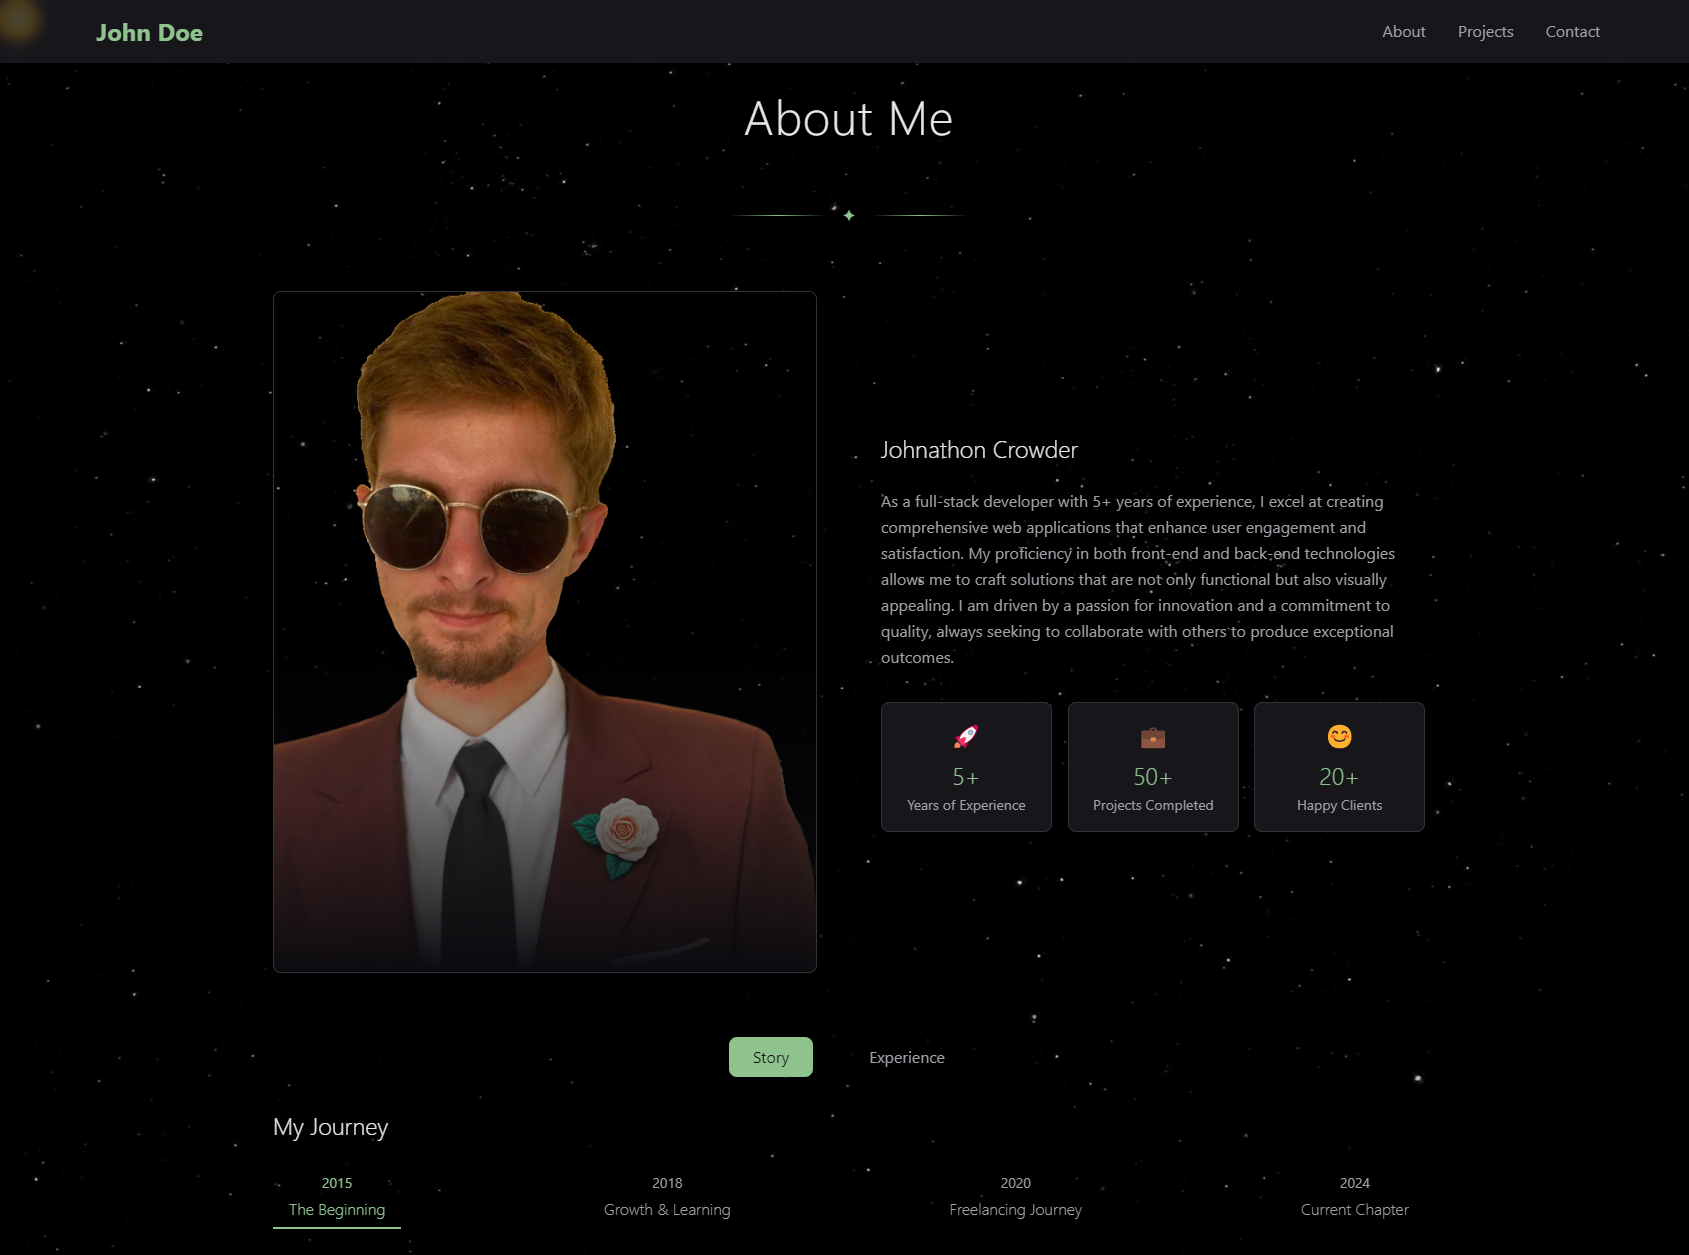 John Doe
About Projects Contact
About Me
Johnathon Crowder
As a full-stack developer with 5+ years of experience, I excel at creating
comprehensive web applications that enhance user engagement and
satisfaction. My proficiency in both front-end and back-end technologies
allows me to craft solutions that are not only functional but also visually
appealing. I am driven by a passion for innovation and a commitment to
quality, always seeking to collaborate with others to produce exceptional
outcomes.
5+
Years of Experience
50+
Projects Completed
20+
Happy Clients
Story
Experience
My Journey
2015
The Beginning
2018
Growth & Learning
2020
Freelancing Journey
2024
Current Chapter